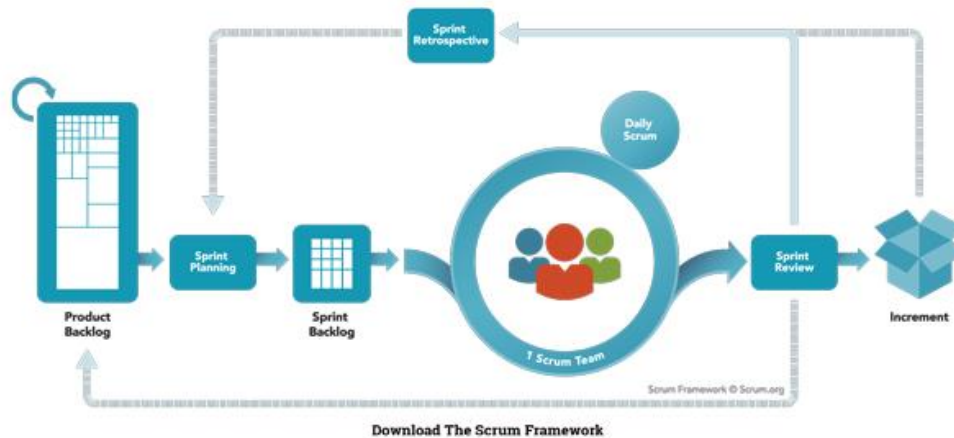 Sprint
Retrospective
Daily
Scrum
Sprint
Planning
Sprint
Review
Product
Backlog
Sprint
Backlog
Increment
1 Scrum Team
Scrum Framework © Scrum.org
Download The Scrum Framework